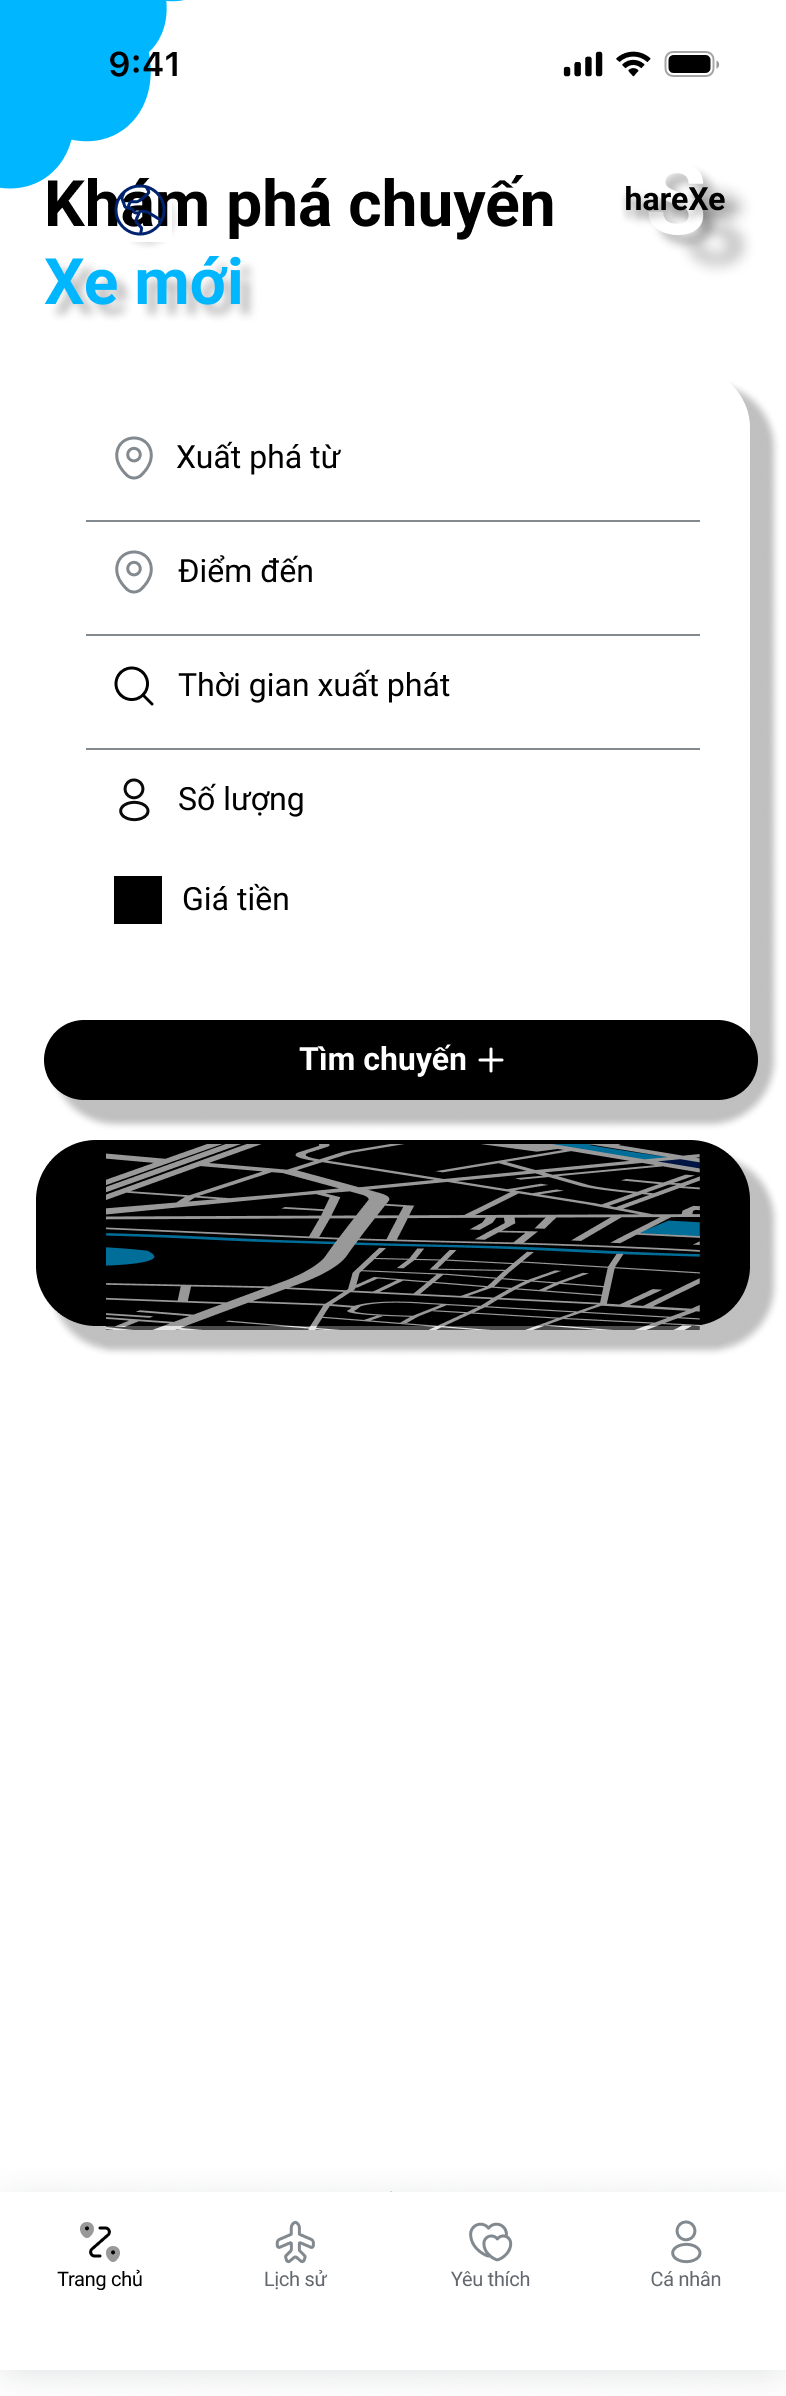 9:41
Khám phá chuyến
hareXe
Xe mới
Xuất phá từ
Điểm đến
Thời gian xuất phát
Số lượng
Giá tiền
Tìm chuyến +
Trang chủ
Lịch sử
Yêu thích
Cá nhân